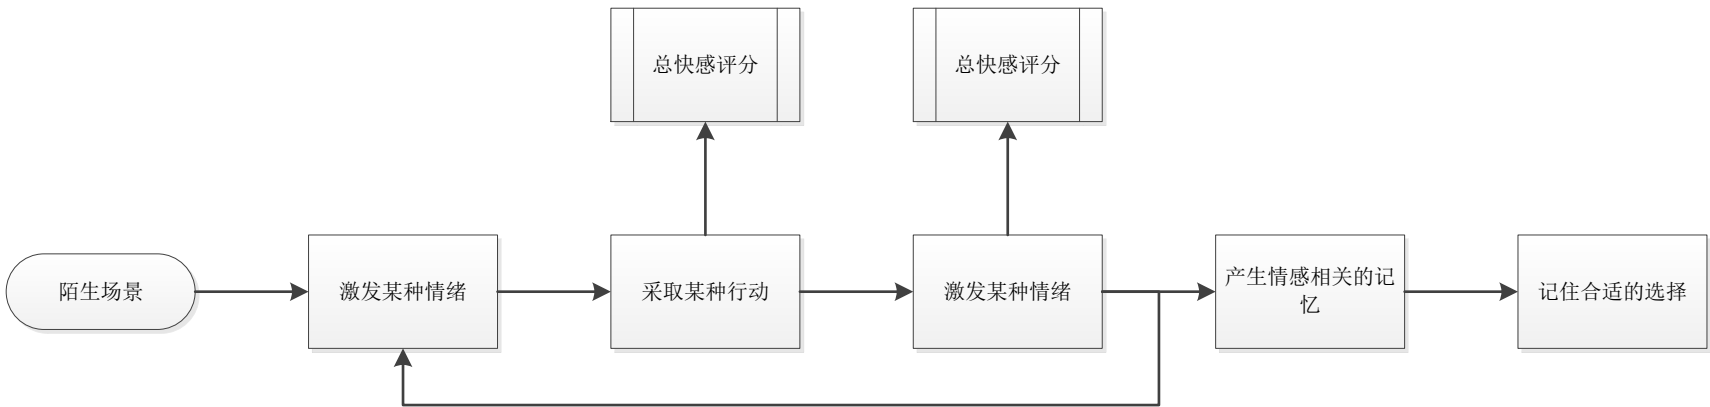 总快感评分
总快感评分
陌生场景
激发某种情绪
采取某种行动
激发某种情绪
产生情感相关的记
忆
记住合适的选择